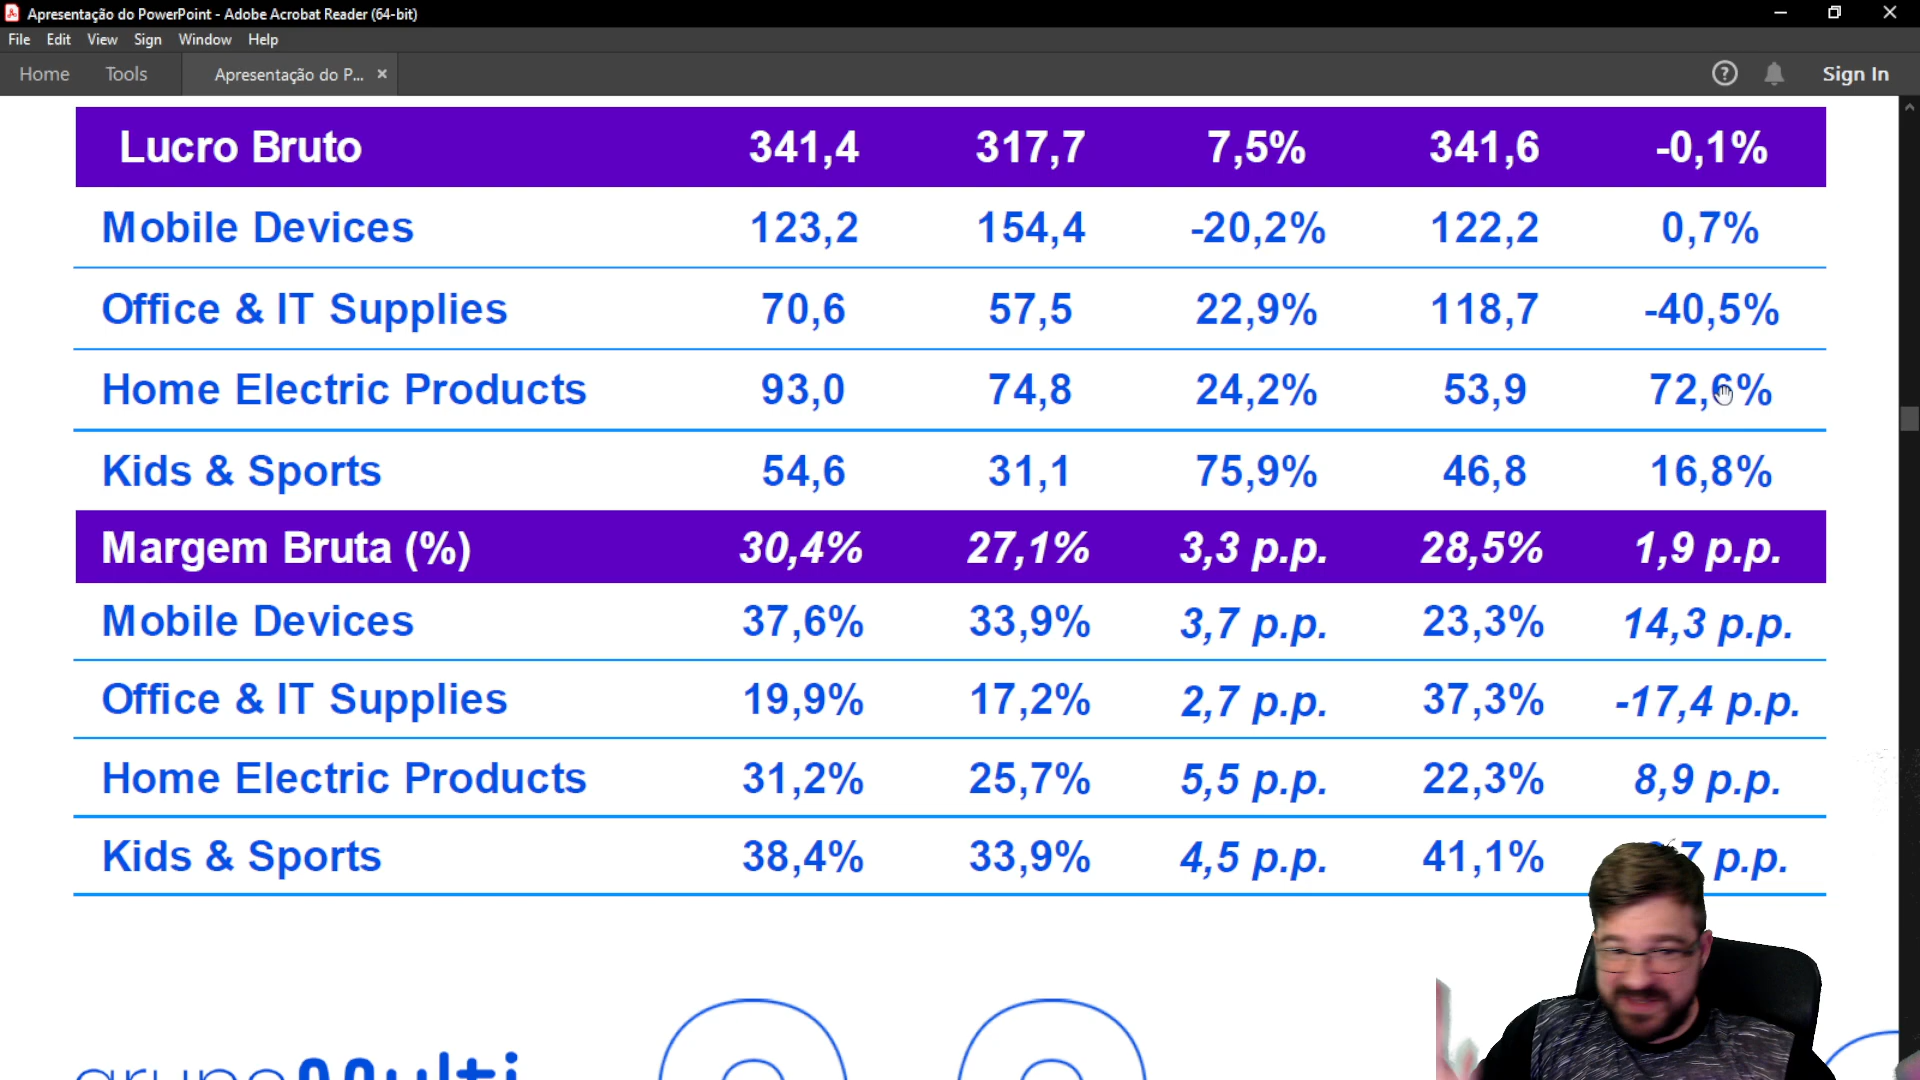 Apresentação do PowerPoint - Adobe Acrobat Reader (64-bit)
File Edit View Sign Window Help
Home Tools Apresentação do P... × ? Sign In
Lucro Bruto 341,4 317,7 7,5% 341,6 -0,1%
Mobile Devices 123,2 154,4 -20,2% 122,2 0,7%
Office & IT Supplies 70,6 57,5 22,9% 118,7 -40,5%
Home Electric Products 93,0 74,8 24,2% 53,9 72,6%
Kids & Sports 54,6 31,1 75,9% 46,8 16,8%
Margem Bruta (%) 30,4% 27,1% 3,3 p.p. 28,5% 1,9 p.p.
Mobile Devices 37,6% 33,9% 3,7 p.p. 23,3% 14,3 p.p.
Office & IT Supplies 19,9% 17,2% 2,7 p.p. 37,3% -17,4 p.p.
Home Electric Products 31,2% 25,7% 5,5 p.p. 22,3% 8,9 p.p.
Kids & Sports 38,4% 33,9% 4,5 p.p. 41,1% p.p.
grupo Multi